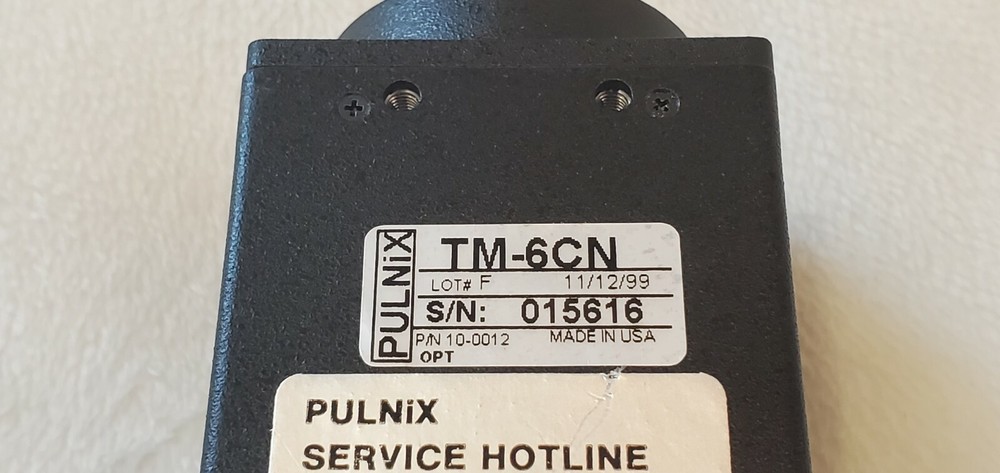 PULNiX
TM-6CN
LOT# F 11/12/99
S/N: 015616
P/N 10-0012 MADE IN USA
OPT
PULNiX
SERVICE HOTLINE